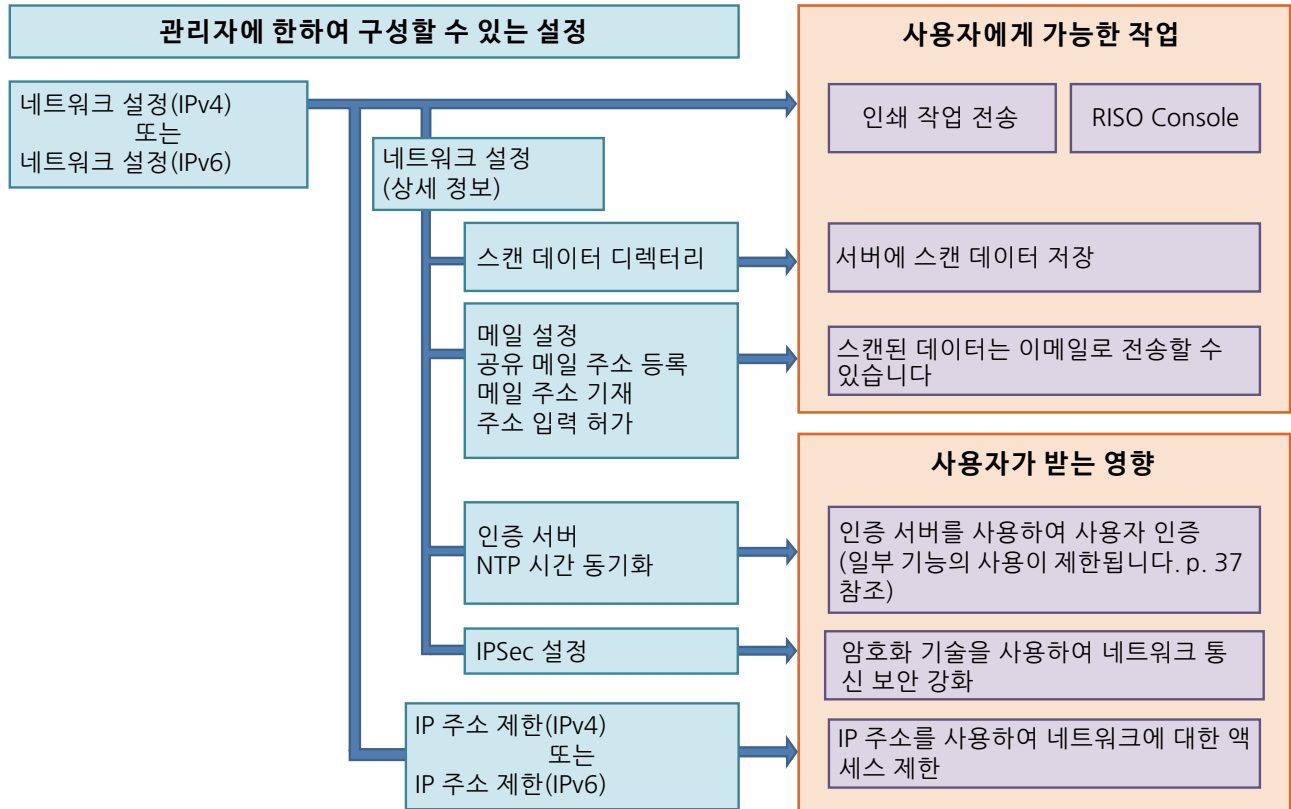 관리자에 한하여 구성할 수 있는 설정
사용자에게 가능한 작업
네트워크 설정(IPv4)
또는
네트워크 설정(IPv6)
인쇄 작업 전송
RISO Console
네트워크 설정
(상세 정보)
스캔 데이터 디렉터리
서버에 스캔 데이터 저장
메일 설정
공유 메일 주소 등록
메일 주소 기재
주소 입력 허가
스캔된 데이터는 이메일로 전송할 수
있습니다
사용자가 받는 영향
인증 서버
NTP 시간 동기화
인증 서버를 사용하여 사용자 인증
(일부 기능의 사용이 제한됩니다. p. 37
참조)
IPSec 설정
암호화 기술을 사용하여 네트워크 통
신 보안 강화
IP 주소 제한(IPv4)
또는
IP 주소 제한(IPv6)
IP 주소를 사용하여 네트워크에 대한 액
세스 제한